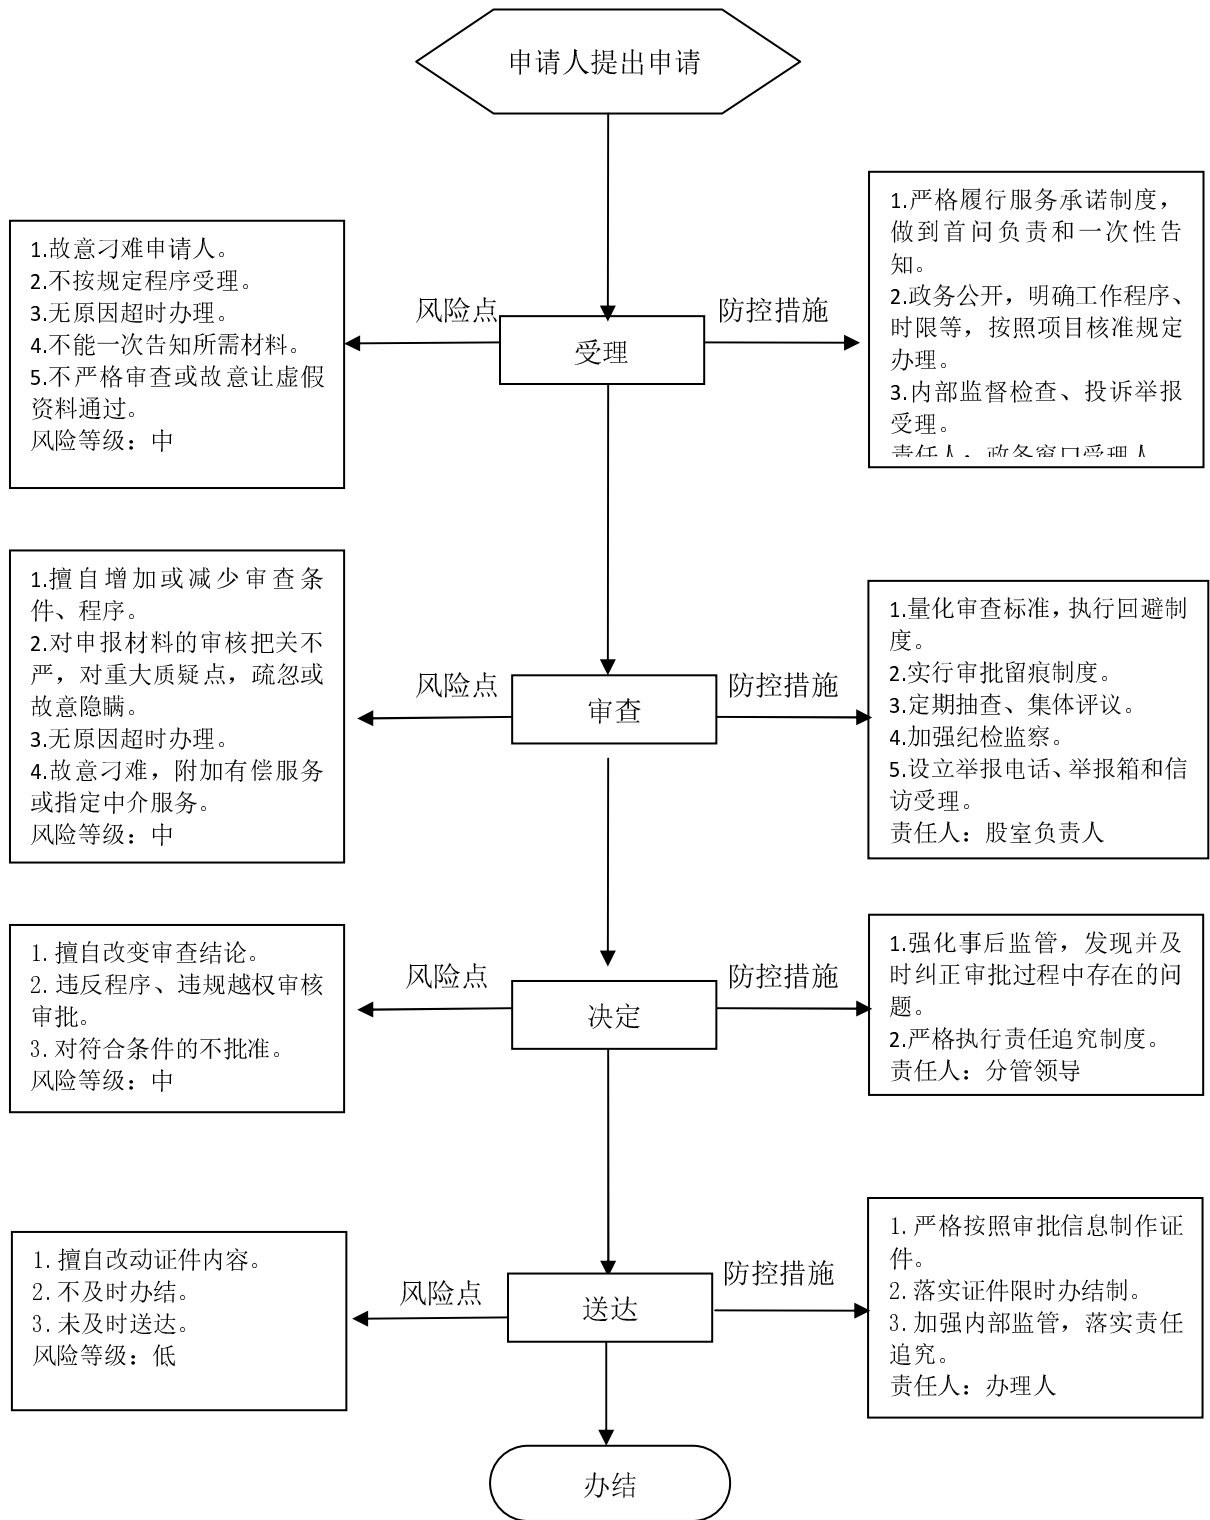 申请人提出申请
1.故意刁难申请人。
2.不按规定程序受理。
3.无原因超时办理。
4.不能一次告知所需材料。
5.不严格审查或故意让虚假
资料通过。
风险等级：中
风险点
受理
防控措施
1.严格履行服务承诺制度，
做到首问负责和一次性告
知。
2.政务公开，明确工作程序、
时限等，按照项目核准规定
办理。
3.内部监督检查、投诉举报
受理。
责任人：政务窗口受理人
1.擅自增加或减少审查条
件、程序。
2.对申报材料的审核把关不
严，对重大质疑点，疏忽或
故意隐瞒。
3.无原因超时办理。
4.故意刁难，附加有偿服务
或指定中介服务。
风险等级：中
风险点
审查
防控措施
1.量化审查标准，执行回避制
度。
2.实行审批留痕制度。
3.定期抽查、集体评议。
4.加强纪检监察。
5.设立举报电话、举报箱和信
访受理。
责任人：股室负责人
1. 擅自改变审查结论。
2. 违反程序、违规越权审核
审批。
3. 对符合条件的不批准。
风险等级：中
风险点
决定
防控措施
1.强化事后监管，发现并及
时纠正审批过程中存在的问
题。
2.严格执行责任追究制度。
责任人：分管领导
1. 擅自改动证件内容。
2. 不及时办结。
3. 未及时送达。
风险等级：低
风险点
送达
防控措施
1. 严格按照审批信息制作证
件。
2. 落实证件限时办结制。
3. 加强内部监管，落实责任
追究。
责任人：办理人
办结